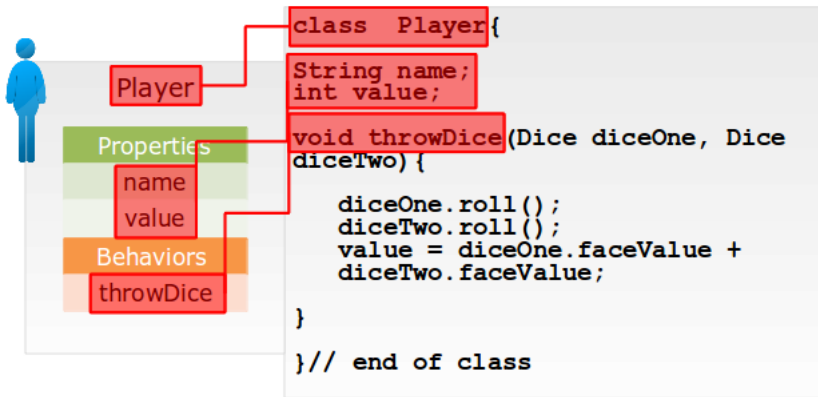 Player
Properties
name
value
Behaviors
throwDice
class Player{
String name;
int value;
void throwDice(Dice diceOne, Dice
diceTwo){
diceOne.roll();
diceTwo.roll();
value = diceOne.faceValue +
diceTwo.faceValue;
}
}// end of class